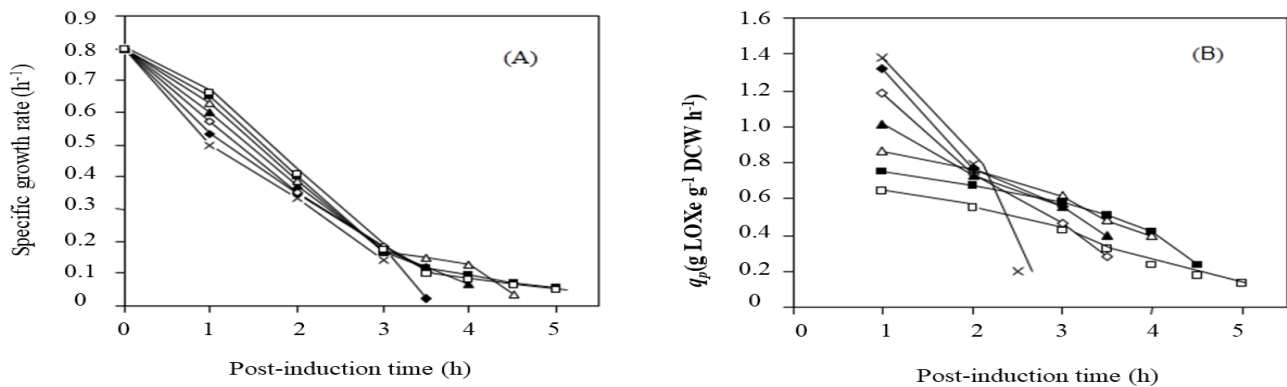 0.9
0.8
0.7
0.6
0.5
0.4
0.3
0.2
0.1
0
Specific growth rate (h-1)
(A)
0 1 2 3 4 5
Post-induction time (h)
1.6
1.4
1.2
1.0
0.8
0.6
0.4
0.2
0
qp(g LOXe g-1 DCW h-1)
(B)
0 1 2 3 4 5
Post-induction time (h)